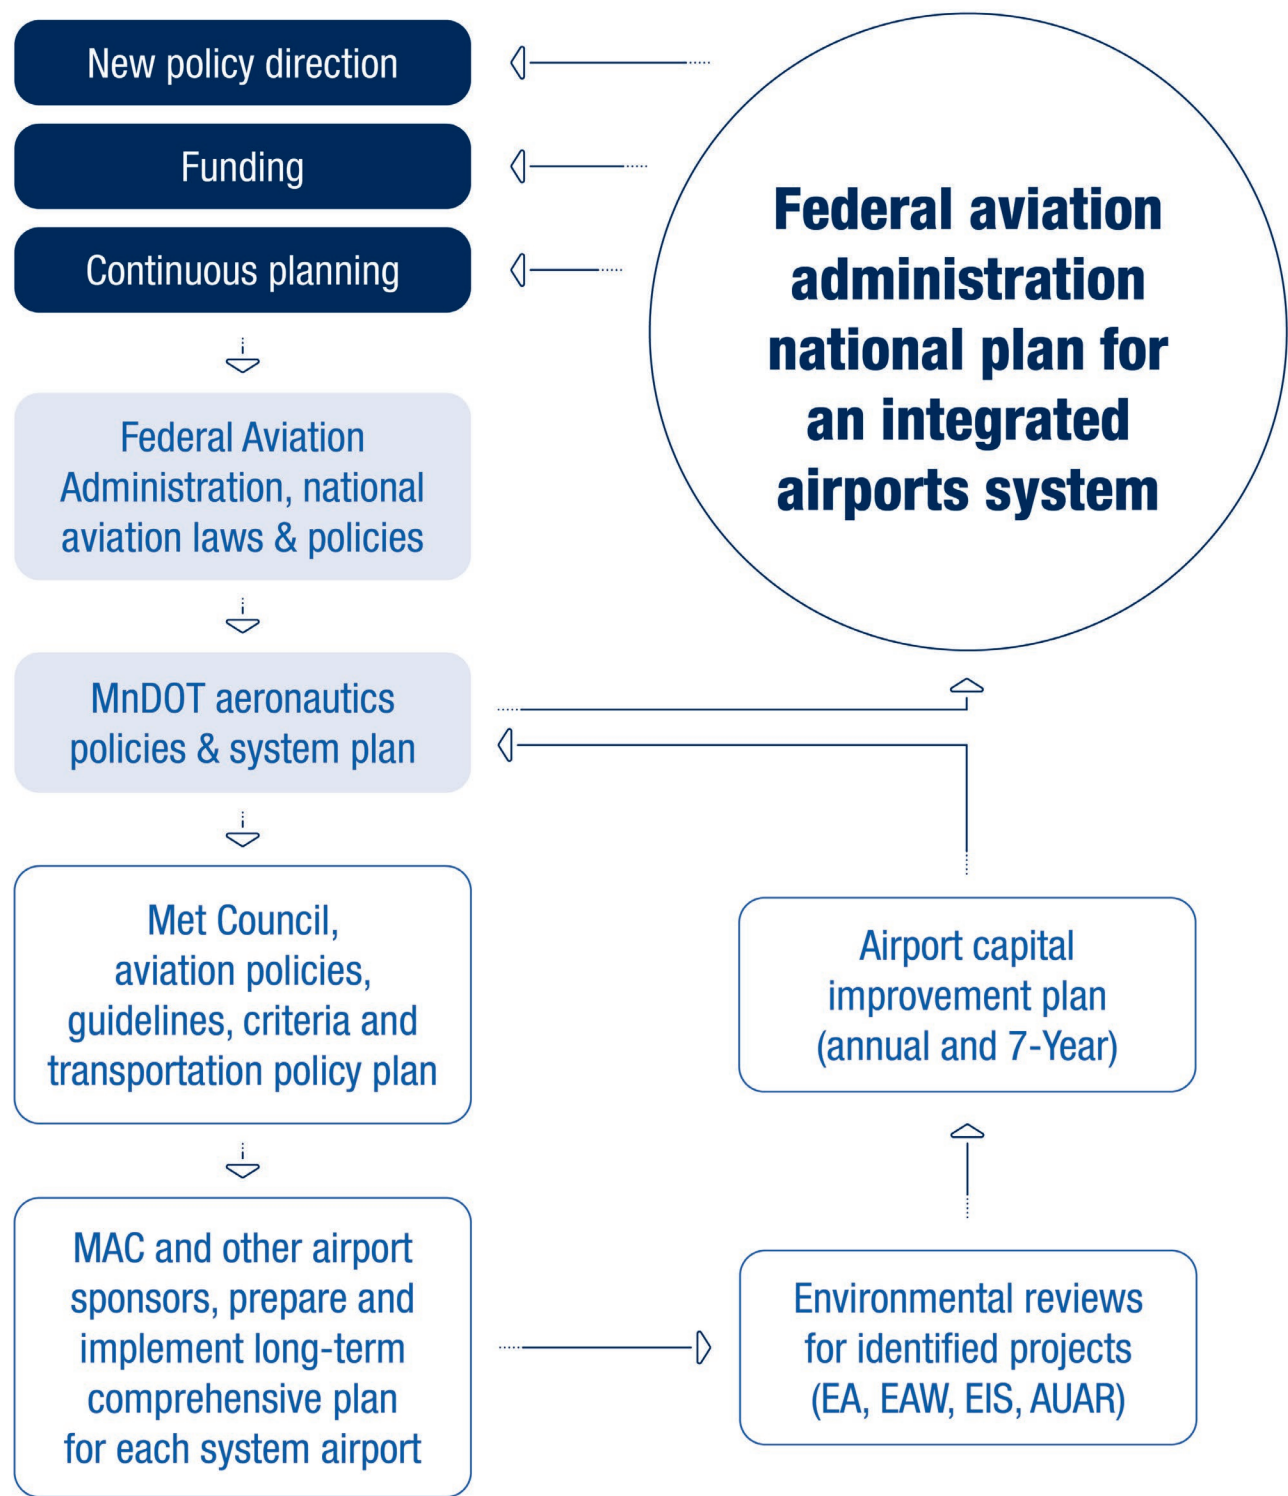 New policy direction
Funding
Continuous planning
Federal aviation
administration
national plan for
an integrated
airports system
Federal Aviation
Administration, national
aviation laws & policies
MnDOT aeronautics
policies & system plan
Met Council,
aviation policies,
guidelines, criteria and
transportation policy plan
MAC and other airport
sponsors, prepare and
implement long-term
comprehensive plan
for each system airport
Environmental reviews
for identified projects
(EA, EAW, EIS, AUAR)
Airport capital
improvement plan
(annual and 7-Year)